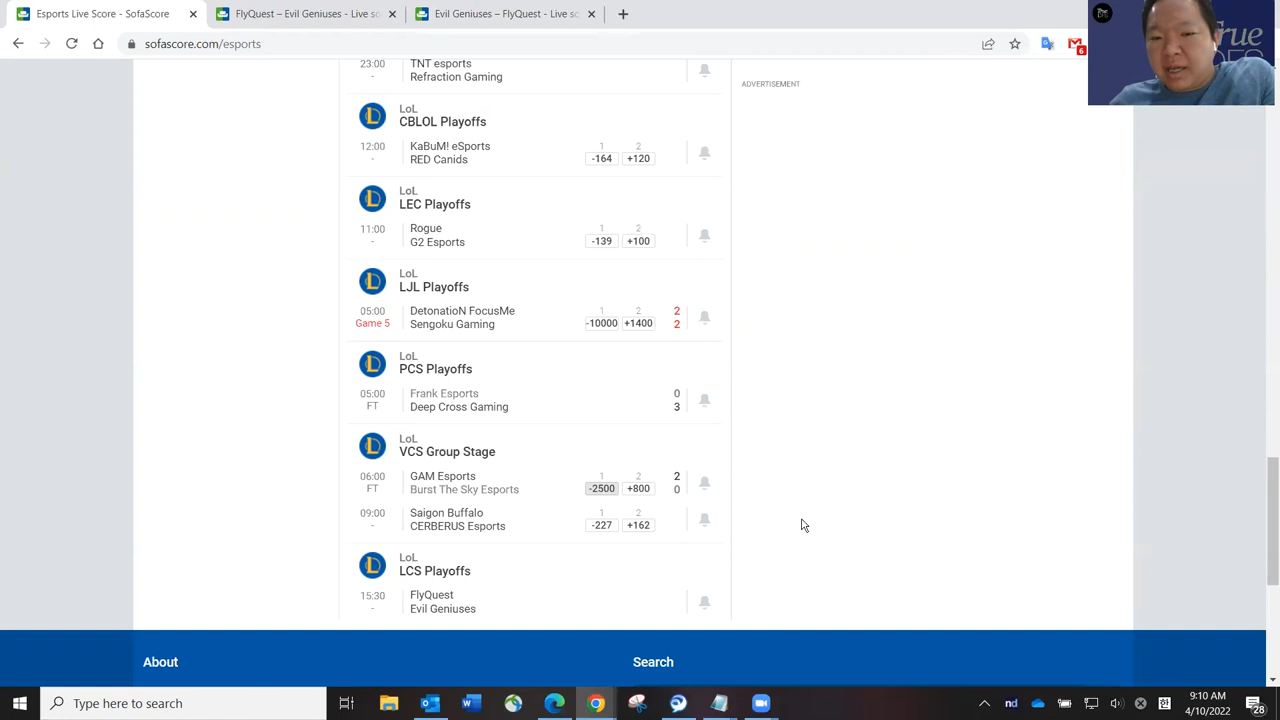 Esports Live Score - SofaScore
FlyQuest – Evil Geniuses - Live
Evil Geniuses – FlyQuest - Live sc
sofascore.com/esports
6
23:00 TNT esports
- Refraction Gaming
ADVERTISEMENT
LoL
CBLOL Playoffs
12:00 KaBuM! eSports 1 2
- RED Canids -164 +120
LoL
LEC Playoffs
11:00 Rogue 1 2
- G2 Esports -139 +100
LoL
LJL Playoffs
05:00 DetonatioN FocusMe 1 2 2
Game 5 Sengoku Gaming -10000 +1400 2
LoL
PCS Playoffs
05:00 Frank Esports 0
FT Deep Cross Gaming 3
LoL
VCS Group Stage
06:00 GAM Esports 1 2 2
FT Burst The Sky Esports -2500 +800 0
09:00 Saigon Buffalo 1 2
- CERBERUS Esports -227 +162
LoL
LCS Playoffs
15:30 FlyQuest
- Evil Geniuses
About
Search
Type here to search
nd
9:10 AM
4/10/2022
28